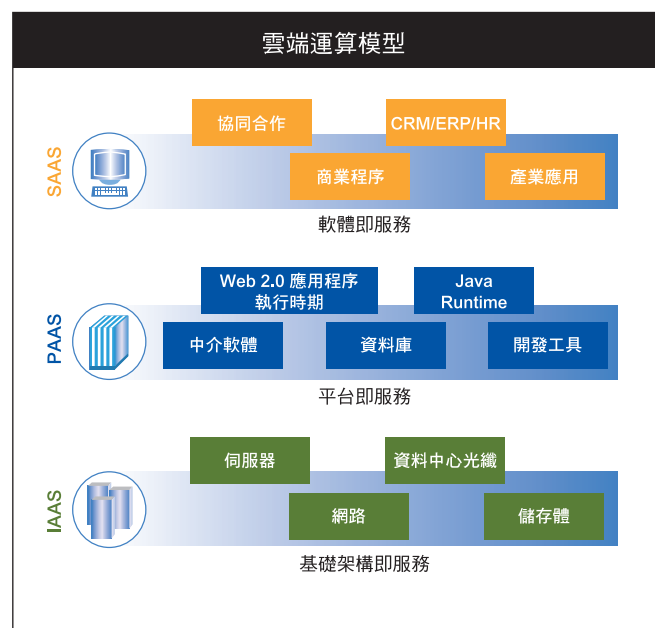 雲端運算模型
SAAS
協同合作
CRM/ERP/HR
商業程序
產業應用
軟體即服務
PAAS
Web 2.0 應用程序
執行時期
Java
Runtime
中介軟體
資料庫
開發工具
平台即服務
IAAS
伺服器
資料中心光纖
網路
儲存體
基礎架構即服務